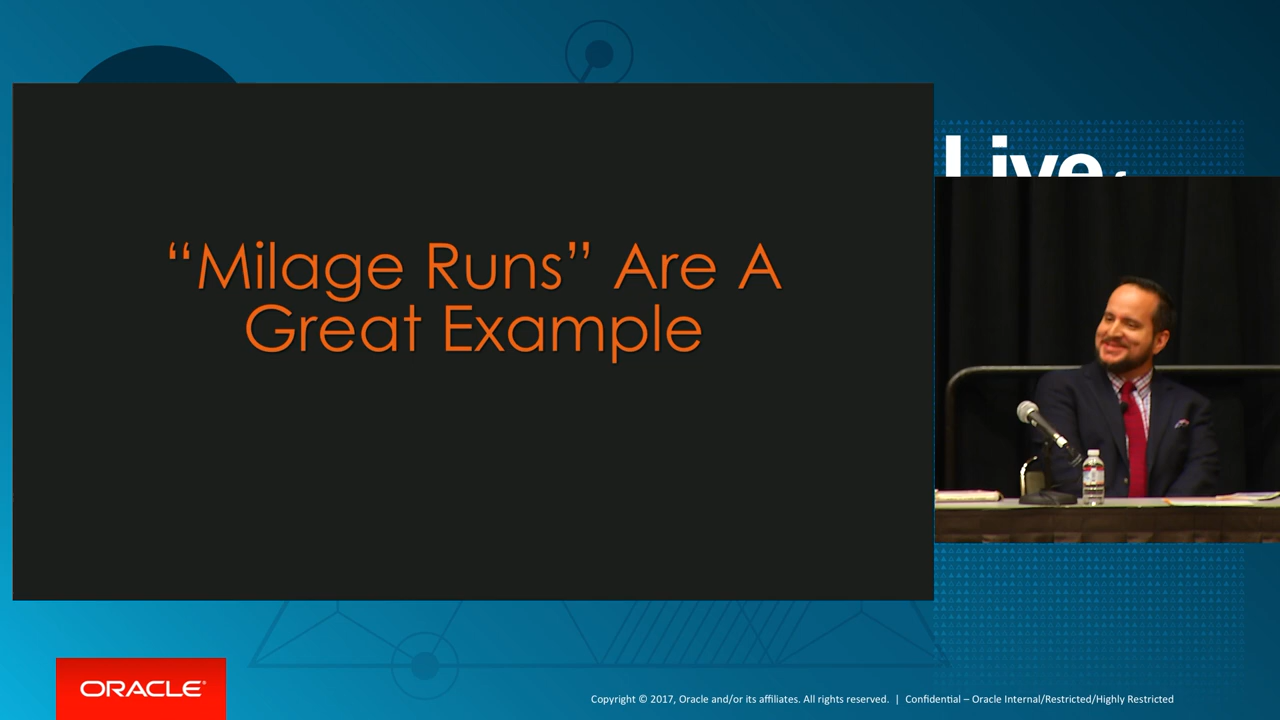 Live
“Milage Runs” Are A
Great Example
ORACLE®
Copyright © 2017, Oracle and/or its affiliates. All rights reserved. | Confidential – Oracle Internal/Restricted/Highly Restricted